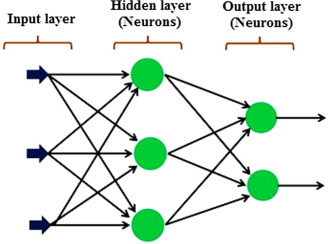 Input layer
Hidden layer
(Neurons)
Output layer
(Neurons)